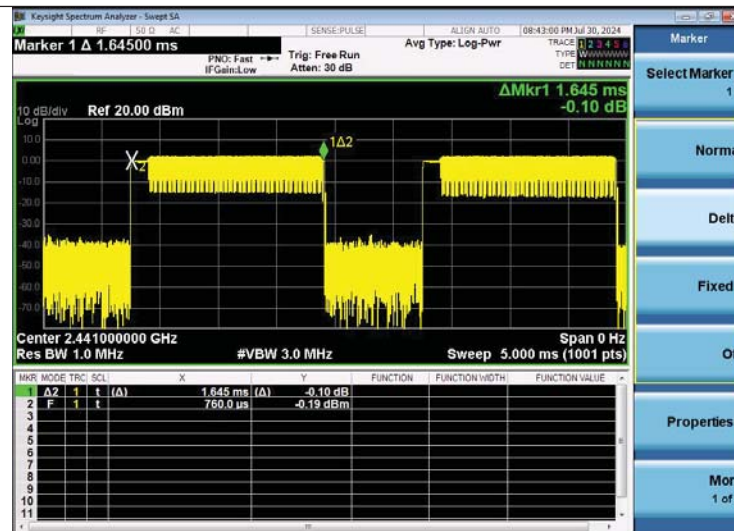 Keysight Spectrum Analyzer - Swept SA
RF 50 Ω AC SENSE:PULSE ALIGN AUTO 08:43:00 PM Jul 30, 2024
Marker 1 Δ 1.64500 ms
PNO: Fast
IFGain:Low
Trig: Free Run
Atten: 30 dB
Avg Type: Log-Pwr
TRACE 1 2 3 4 5 6
TYPE WWWWWW
DET N N N N N N
ΔMkr1 1.645 ms
-0.10 dB
10 dB/div Ref 20.00 dBm
Log
10.0
0.00
-10.0
-20.0
-30.0
-40.0
-50.0
-60.0
-70.0
X2
1Δ2
Center 2.441000000 GHz Span 0 Hz
Res BW 1.0 MHz #VBW 3.0 MHz Sweep 5.000 ms (1001 pts)
MKR MODE TRC SCL X Y FUNCTION FUNCTION WIDTH FUNCTION VALUE
1 Δ2 1 t (Δ) 1.645 ms (Δ) -0.10 dB
2 F 1 t 760.0 µs -0.19 dBm
3
4
5
6
7
8
9
10
11
Marker
Select Marker
1
Norma
Delt
Fixed
O
Properties
Mor
1 of